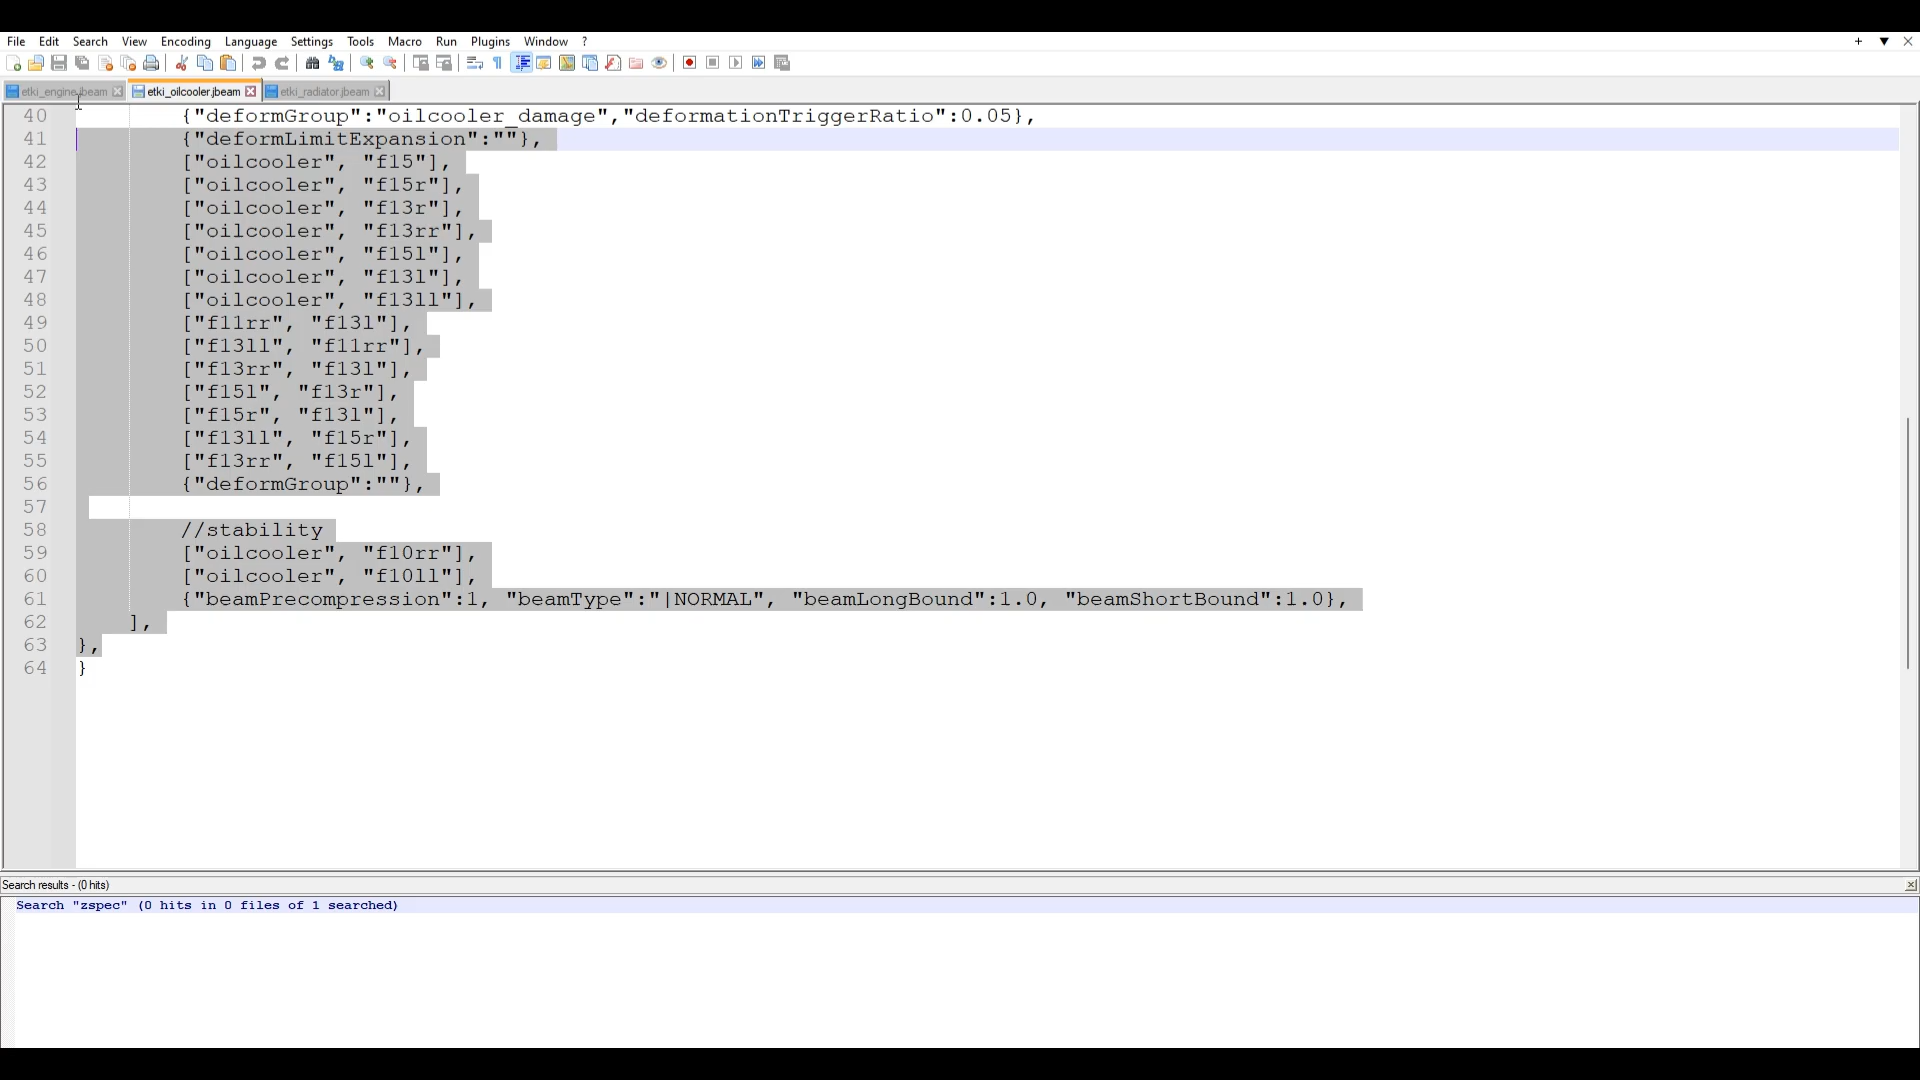 File Edit Search View Encoding Language Settings Tools Macro Run Plugins Window ?
etki_engine.jbeam etki_oilcooler.jbeam etki_radiator.jbeam
40 {"deformGroup":"oilcooler_damage","deformationTriggerRatio":0.05},
41 {"deformLimitExpansion":""},
42 ["oilcooler", "f15"],
43 ["oilcooler", "f15r"],
44 ["oilcooler", "f13r"],
45 ["oilcooler", "f13rr"],
46 ["oilcooler", "f15l"],
47 ["oilcooler", "f13l"],
48 ["oilcooler", "f13ll"],
49 ["f11rr", "f13l"],
50 ["f13ll", "f11rr"],
51 ["f13rr", "f13l"],
52 ["f15l", "f13r"],
53 ["f15r", "f13l"],
54 ["f13ll", "f15r"],
55 ["f13rr", "f15l"],
56 {"deformGroup":""},
57
58 //stability
59 ["oilcooler", "f10rr"],
60 ["oilcooler", "f10ll"],
61 {"beamPrecompression":1, "beamType":"|NORMAL", "beamLongBound":1.0, "beamShortBound":1.0},
62 ],
63 },
64 }
Search results - (0 hits)
Search "zspec" (0 hits in 0 files of 1 searched)